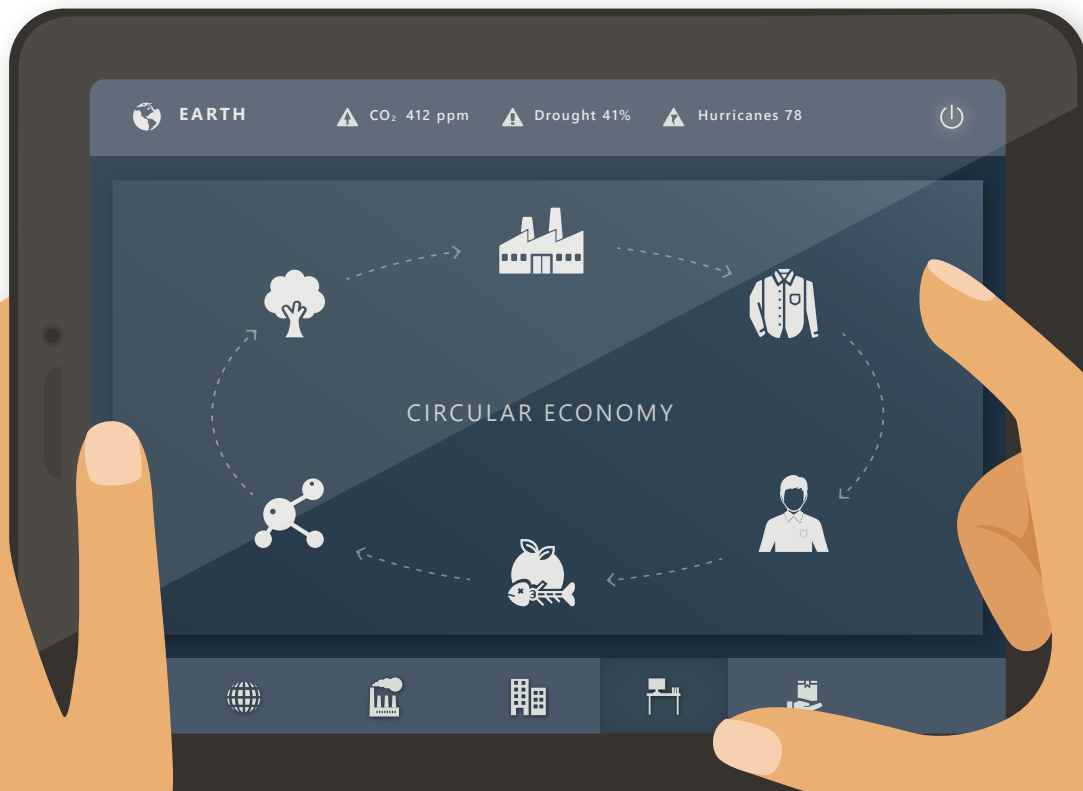 EARTH
CO₂ 412 ppm
Drought 41%
Hurricanes 78
CIRCULAR ECONOMY